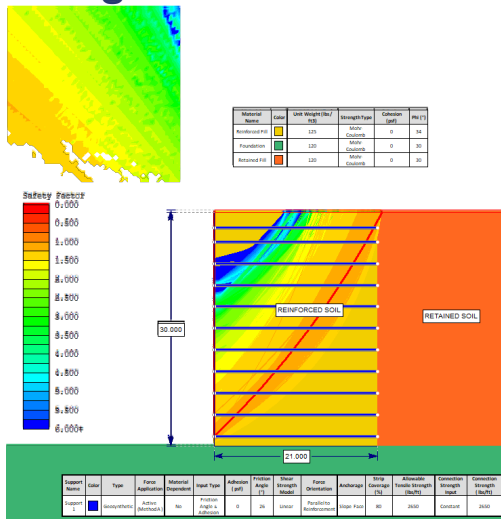 Material Name Color Unit Weight (lbs/ft3) Strength Type Cohesion (psf) Phi (°)
Reinforced Fill 125 Mohr Coulomb 0 34
Foundation 120 Mohr Coulomb 0 30
Retained Fill 120 Mohr Coulomb 0 30
Safety Factor
0.000
0.500
1.000
1.500
2.000
2.500
3.000
3.500
4.000
4.500
5.000
5.500
6.000+
30.000
REINFORCED SOIL
RETAINED SOIL
21.000
Support Name Color Type Force Application Material Dependent Input Type Adhesion (psf) Friction Angle (°) Shear Strength Model Force Orientation Anchorage Strip Coverage (%) Allowable Tensile Strength (lbs/ft) Connection Strength Input Connection Strength (lbs/ft)
Support 1 Geosynthetic Active (Method A) No Friction Angle & Adhesion 0 26 Linear Parallel to Reinforcement Slope Face 80 2650 Constant 2650